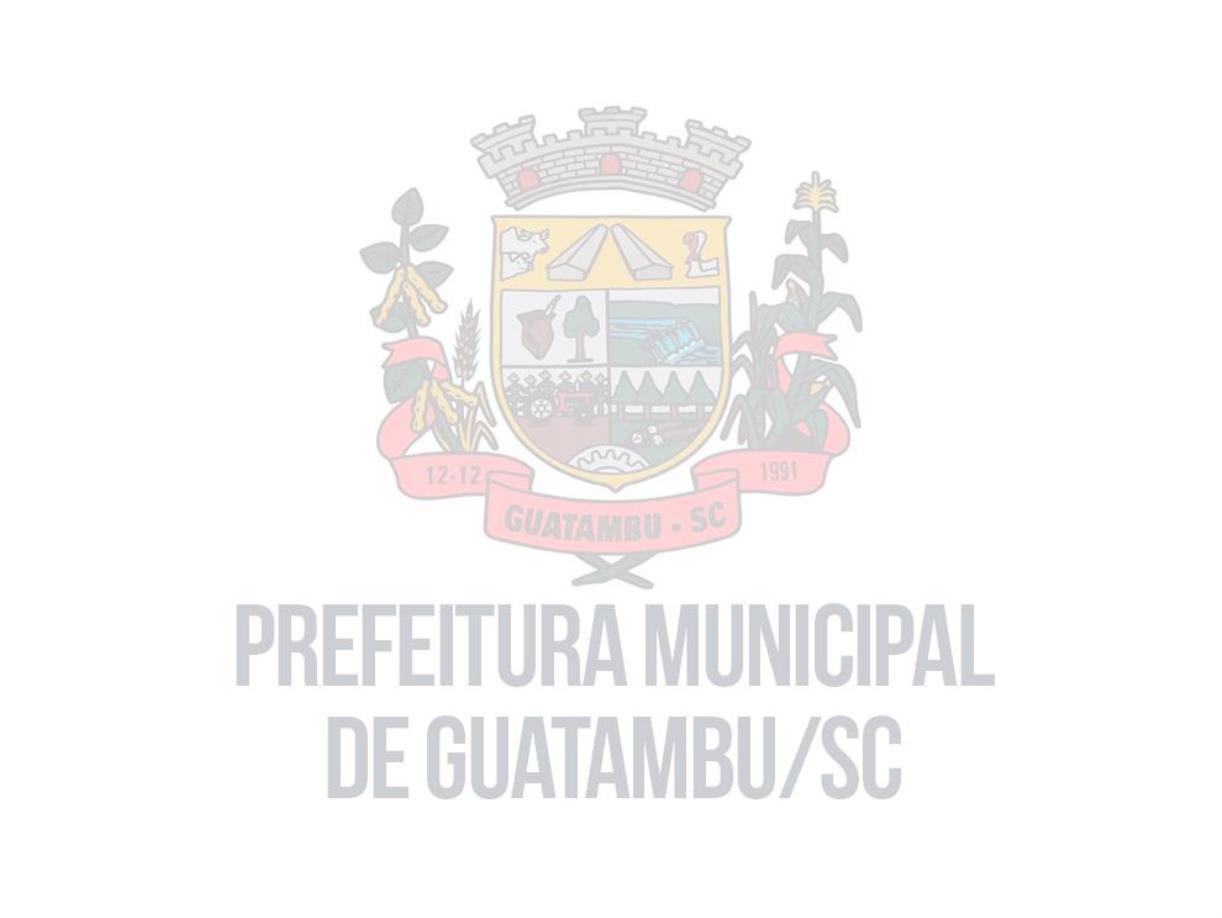 12-12
1991
GUATAMBU - SC
PREFEITURA MUNICIPAL
DE GUATAMBU/SC